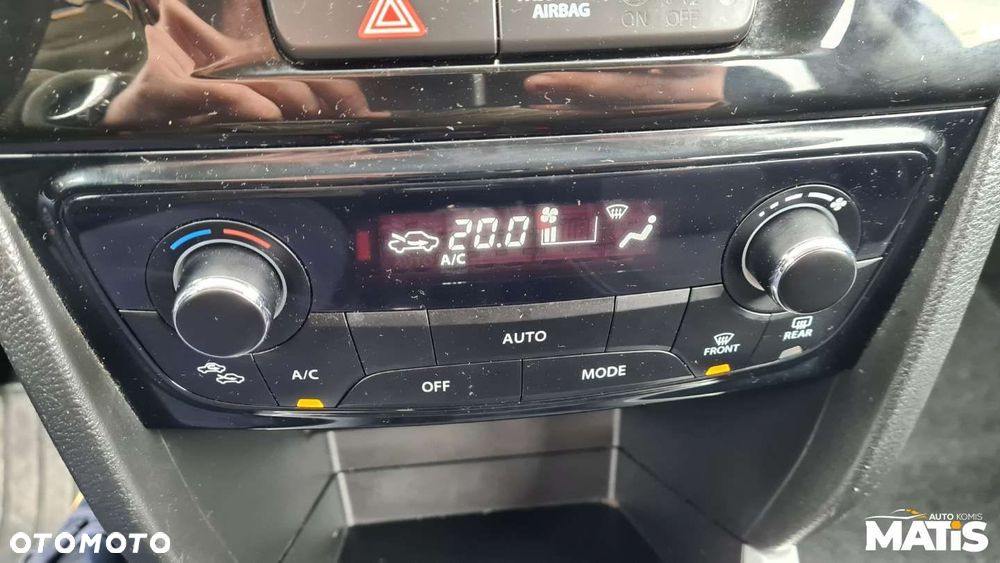 AIRBAG
ON OFF
20.0
A/C
AUTO
A/C
OFF
MODE
FRONT
REAR
OTOMOTO
AUTO KOMIS
MATIS